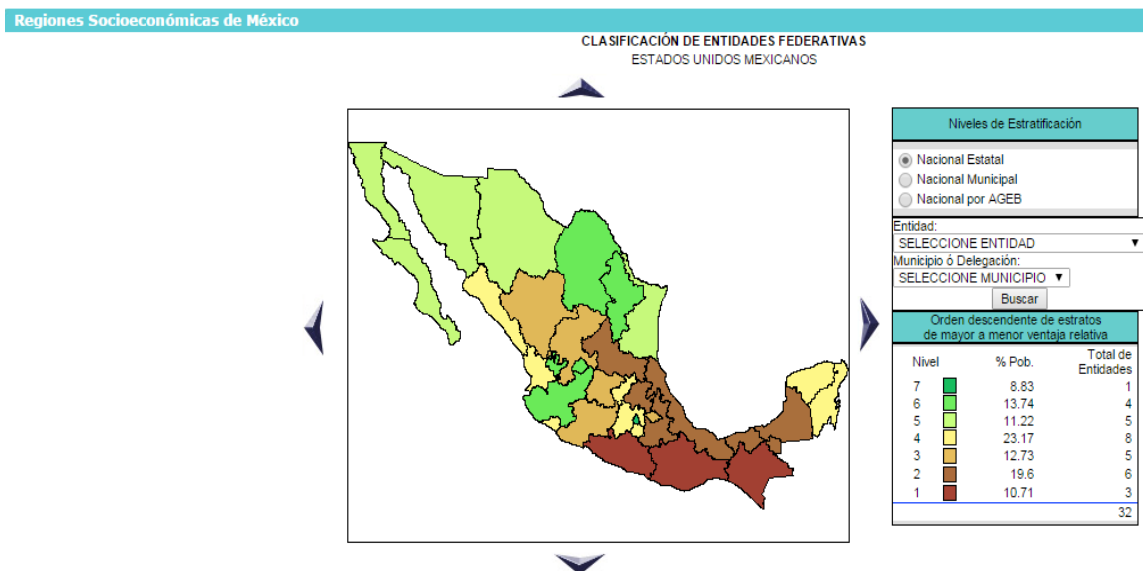 Regiones Socioeconómicas de México
CLASIFICACIÓN DE ENTIDADES FEDERATIVAS
ESTADOS UNIDOS MEXICANOS
Niveles de Estratificación
Nacional Estatal
Nacional Municipal
Nacional por AGEB
Entidad:
SELECCIONE ENTIDAD
Municipio ó Delegación:
SELECCIONE MUNICIPIO
Buscar
Orden descendente de estratos
de mayor a menor ventaja relativa
Nivel % Pob. Total de
Entidades
7 8.83 1
6 13.74 4
5 11.22 5
4 23.17 8
3 12.73 5
2 19.6 6
1 10.71 3
32